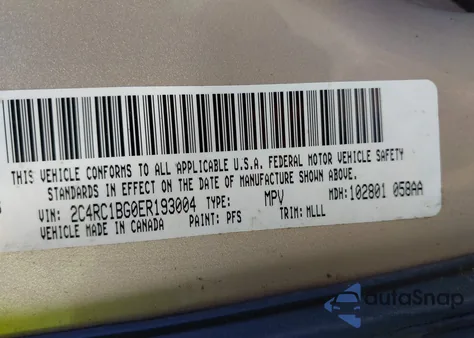 THIS VEHICLE CONFORMS TO ALL APPLICABLE U.S.A. FEDERAL MOTOR VEHICLE SAFETY
STANDARDS IN EFFECT ON THE DATE OF MANUFACTURE SHOWN ABOVE.
VIN: 2C4RC1BG0ER193004 TYPE: MPV MDH: 102801 058AA
VEHICLE MADE IN CANADA PAINT: PFS TRIM: MLLL
autoSnap